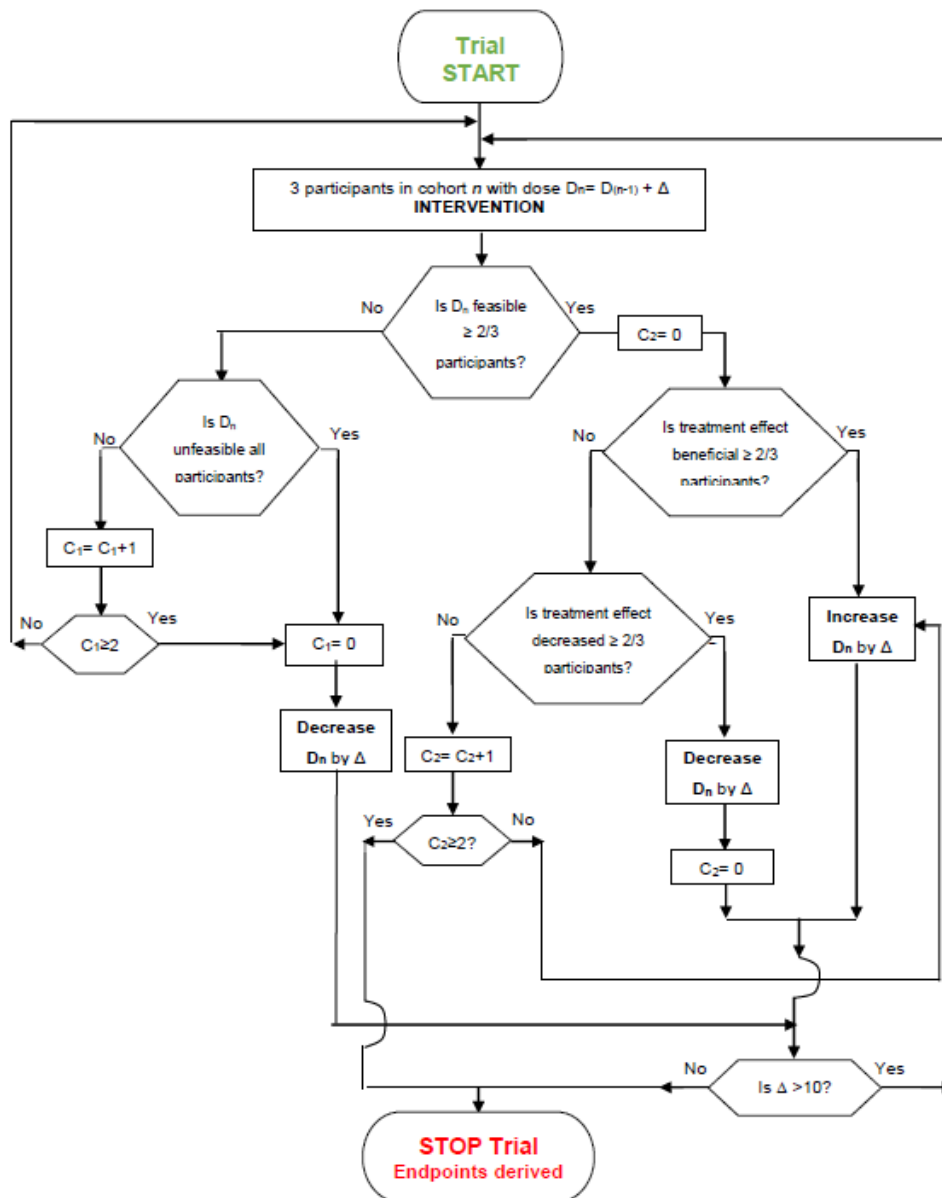 Trial
START
3 participants in cohort n with dose Dn= D(n-1) + Δ
INTERVENTION
No
Is Dn feasible
≥ 2/3
participants?
Yes
C2= 0
No
Is Dn
unfeasible all
participants?
Yes
No
Is treatment effect
beneficial ≥ 2/3
participants?
Yes
C1= C1+1
No
C1≥2
Yes
C1= 0
No
Is treatment effect
decreased ≥ 2/3
participants?
Yes
Increase
Dn by Δ
Decrease
Dn by Δ
C2= C2+1
Decrease
Dn by Δ
Yes
C2≥2?
No
C2= 0
No
Is Δ >10?
Yes
STOP Trial
Endpoints derived